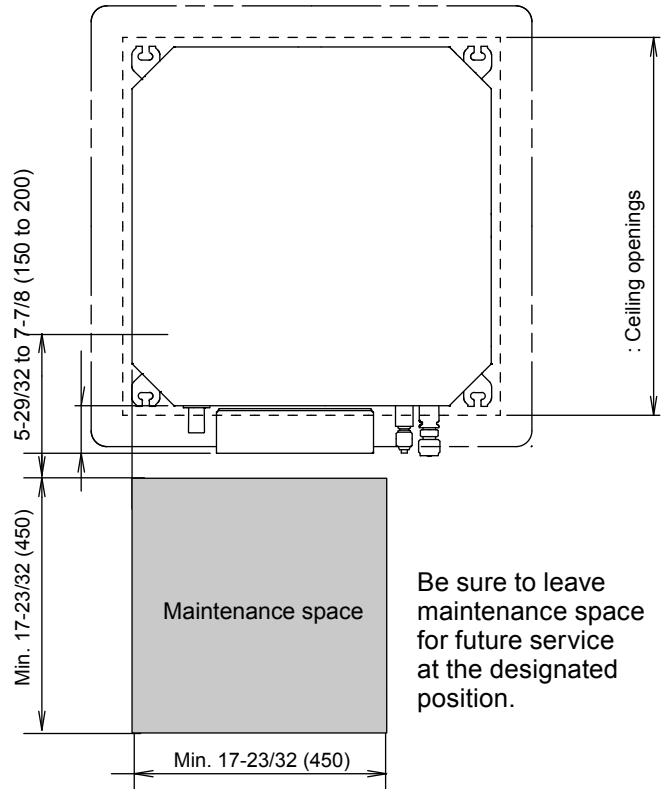 5-29/32 to 7-7/8 (150 to 200)
: Ceiling openings
Min. 17-23/32 (450)
Maintenance space
Be sure to leave
maintenance space
for future service
at the designated
position.
Min. 17-23/32 (450)